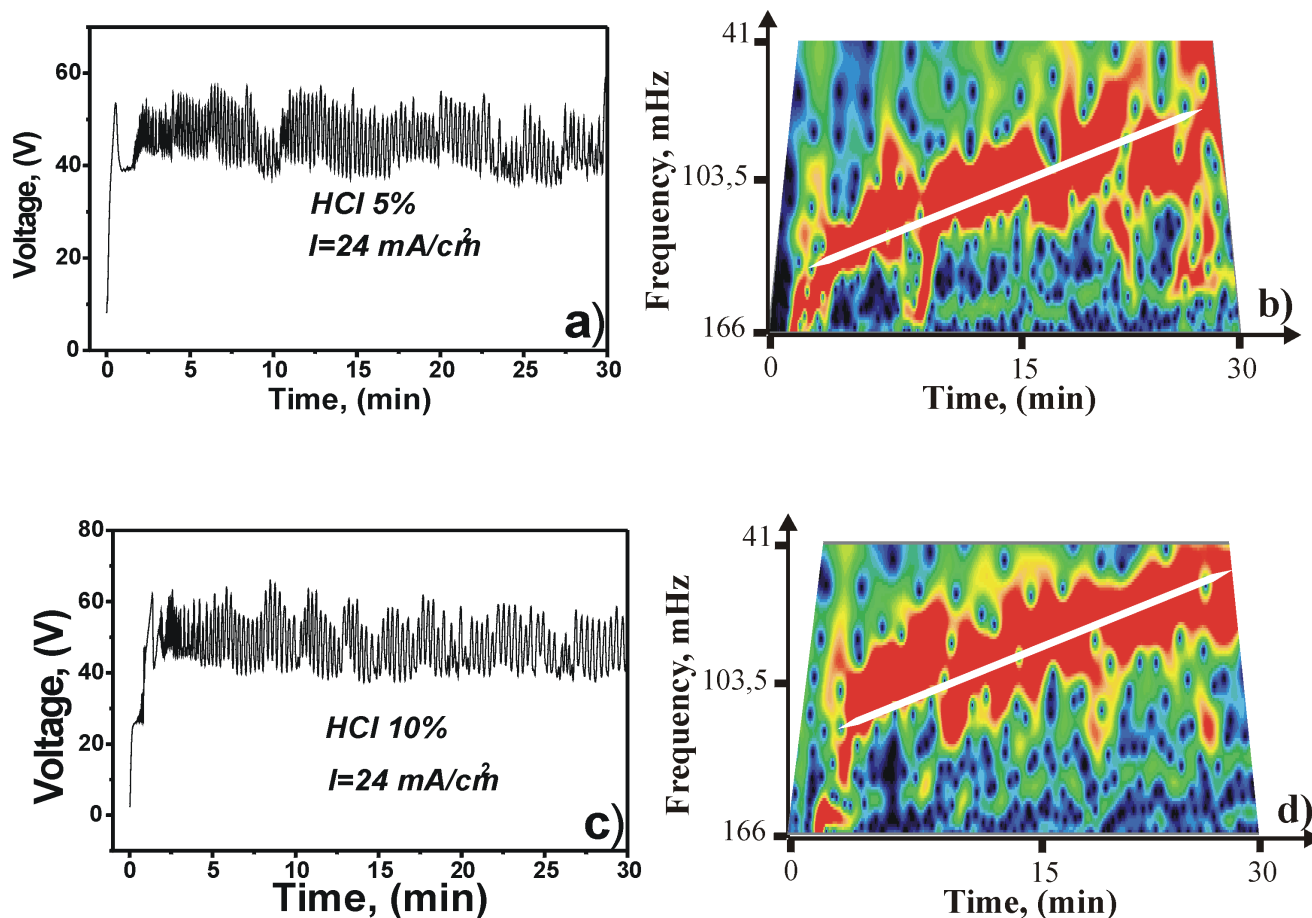 60
40
20
0
Voltage, (V)
HCl 5%
I=24 mA/cm²
a)
0 5 10 15 20 25 30
Time, (min)
41
103,5
166
Frequency, mHz
b)
0 15 30
Time, (min)
80
60
40
20
0
Voltage, (V)
HCl 10%
I=24 mA/cm²
c)
0 5 10 15 20 25 30
Time, (min)
41
103,5
166
Frequency, mHz
d)
0 15 30
Time, (min)